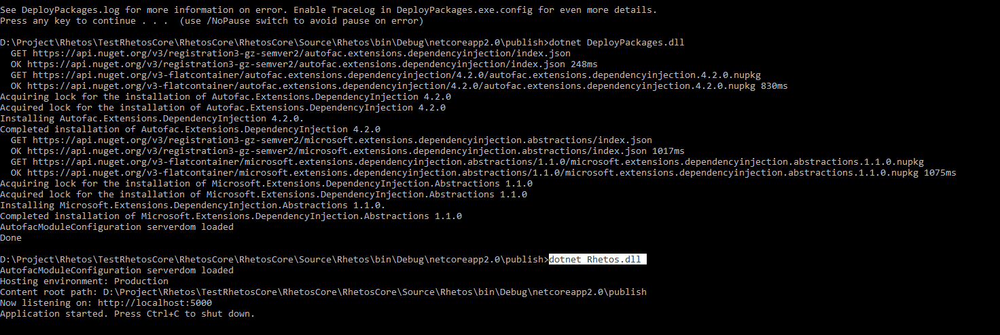 See DeployPackages.log for more information on error. Enable TraceLog in DeployPackages.exe.config for even more details.
Press any key to continue . . .  (use /NoPause switch to avoid pause on error)
D:\Project\Rhetos\TestRhetosCore\RhetosCore\RhetosCore\Source\Rhetos\bin\Debug\netcoreapp2.0\publish>dotnet DeployPackages.dll
  GET https://api.nuget.org/v3/registration3-gz-semver2/autofac.extensions.dependencyinjection/index.json
  OK https://api.nuget.org/v3/registration3-gz-semver2/autofac.extensions.dependencyinjection/index.json 248ms
  GET https://api.nuget.org/v3-flatcontainer/autofac.extensions.dependencyinjection/4.2.0/autofac.extensions.dependencyinjection.4.2.0.nupkg
  OK https://api.nuget.org/v3-flatcontainer/autofac.extensions.dependencyinjection/4.2.0/autofac.extensions.dependencyinjection.4.2.0.nupkg 830ms
Acquiring lock for the installation of Autofac.Extensions.DependencyInjection 4.2.0
Acquired lock for the installation of Autofac.Extensions.DependencyInjection 4.2.0
Installing Autofac.Extensions.DependencyInjection 4.2.0.
Completed installation of Autofac.Extensions.DependencyInjection 4.2.0
  GET https://api.nuget.org/v3/registration3-gz-semver2/microsoft.extensions.dependencyinjection.abstractions/index.json
  OK https://api.nuget.org/v3/registration3-gz-semver2/microsoft.extensions.dependencyinjection.abstractions/index.json 1017ms
  GET https://api.nuget.org/v3-flatcontainer/microsoft.extensions.dependencyinjection.abstractions/1.1.0/microsoft.extensions.dependencyinjection.abstractions.1.1.0.nupkg
  OK https://api.nuget.org/v3-flatcontainer/microsoft.extensions.dependencyinjection.abstractions/1.1.0/microsoft.extensions.dependencyinjection.abstractions.1.1.0.nupkg 1075ms
Acquiring lock for the installation of Microsoft.Extensions.DependencyInjection.Abstractions 1.1.0
Acquired lock for the installation of Microsoft.Extensions.DependencyInjection.Abstractions 1.1.0
Installing Microsoft.Extensions.DependencyInjection.Abstractions 1.1.0.
Completed installation of Microsoft.Extensions.DependencyInjection.Abstractions 1.1.0
AutofacModuleConfiguration serverdom loaded
Done
D:\Project\Rhetos\TestRhetosCore\RhetosCore\RhetosCore\Source\Rhetos\bin\Debug\netcoreapp2.0\publish>dotnet Rhetos.dll
AutofacModuleConfiguration serverdom loaded
Hosting environment: Production
Content root path: D:\Project\Rhetos\TestRhetosCore\RhetosCore\RhetosCore\Source\Rhetos\bin\Debug\netcoreapp2.0\publish
Now listening on: http://localhost:5000
Application started. Press Ctrl+C to shut down.